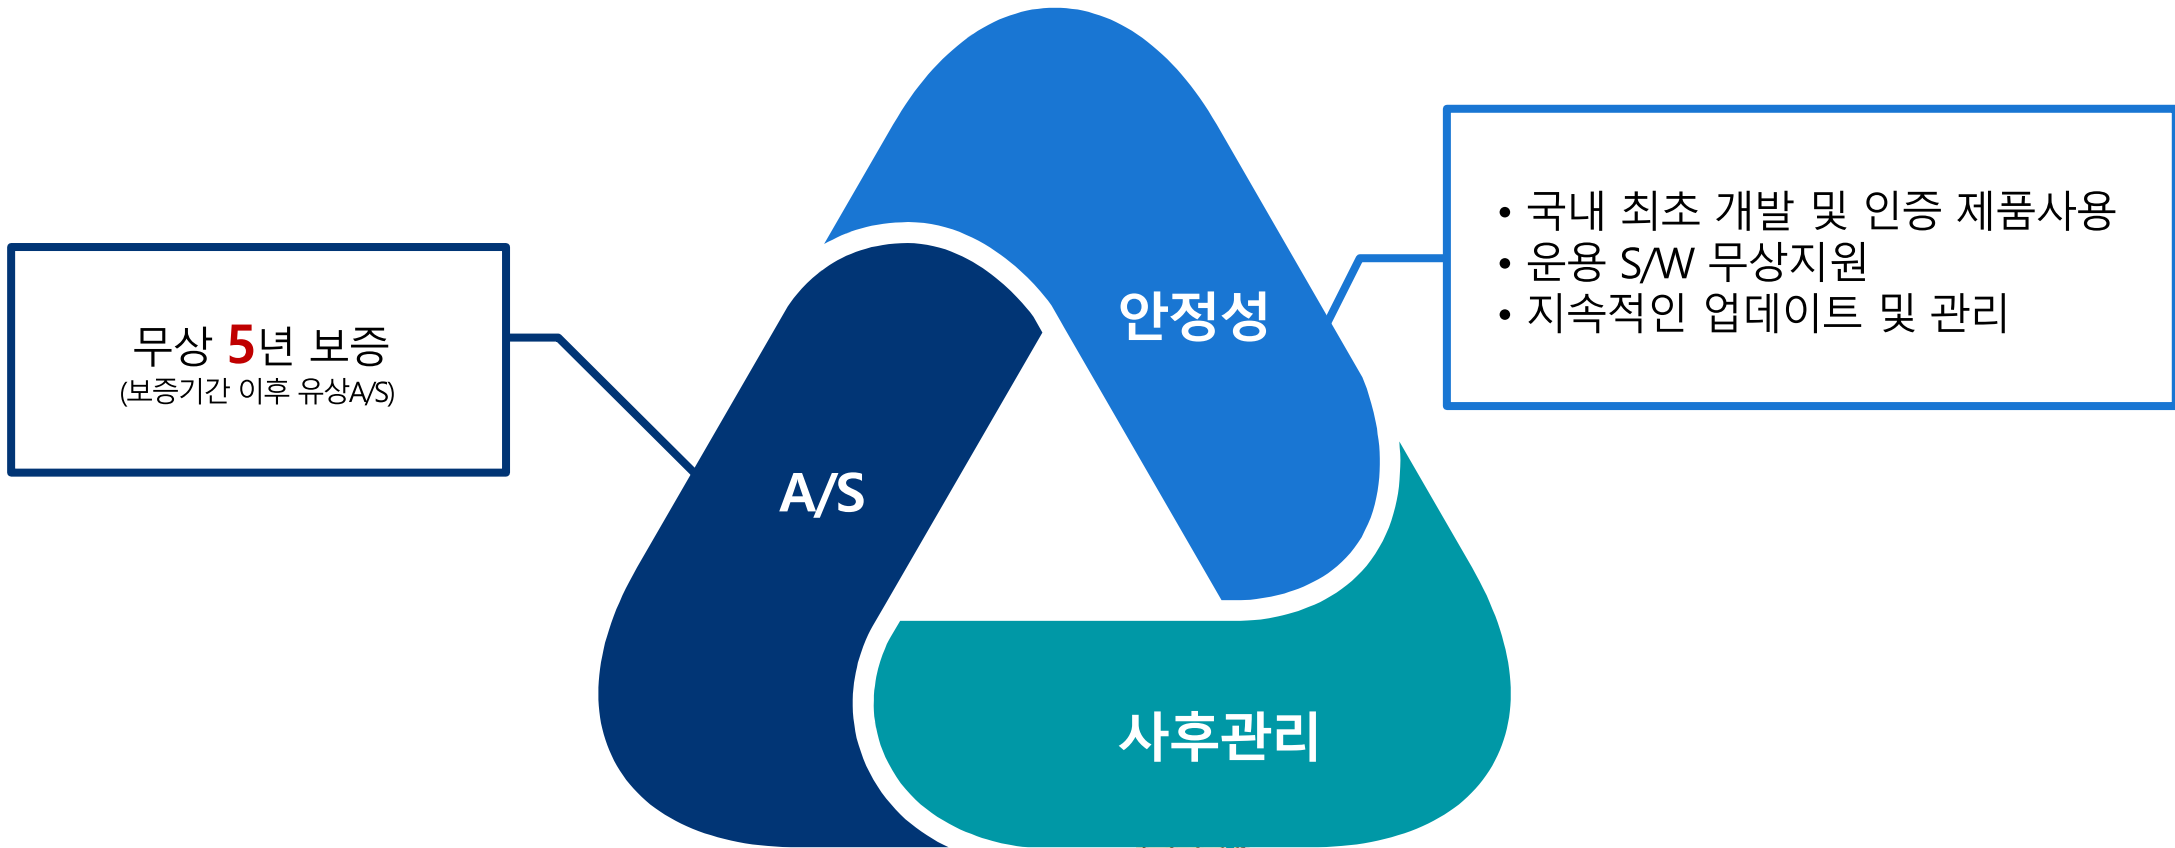 안정성
• 국내 최초 개발 및 인증 제품사용
• 운용 S/W 무상지원
• 지속적인 업데이트 및 관리
무상 5년 보증
(보증기간 이후 유상A/S)
A/S
사후관리